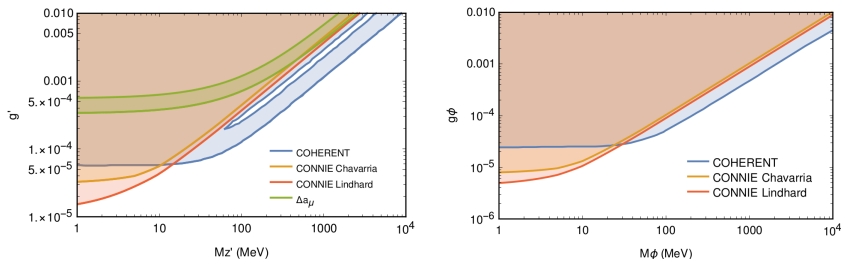 0.010
0.005
0.001
5.×10⁻⁴
1.×10⁻⁴
5.×10⁻⁵
1.×10⁻⁵
g'
COHERENT
CONNIE Chavarria
CONNIE Lindhard
Δaμ
1 10 100 1000 10⁴
Mz' (MeV)
0.010
0.001
10⁻⁴
10⁻⁵
10⁻⁶
gϕ
COHERENT
CONNIE Chavarria
CONNIE Lindhard
1 10 100 1000 10⁴
Mϕ (MeV)